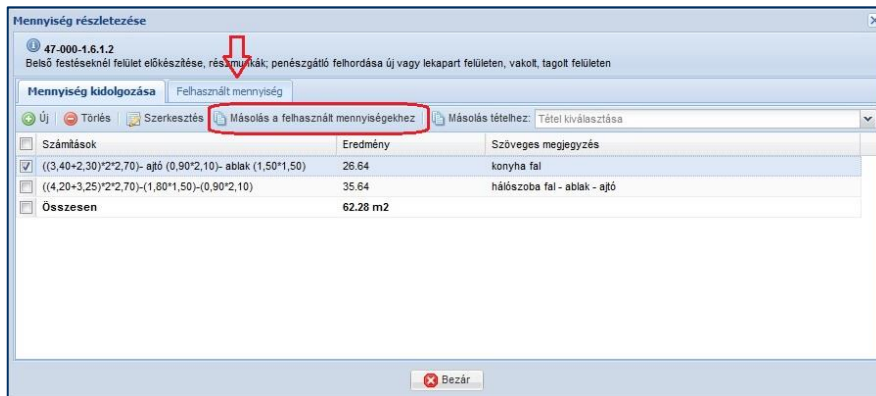 Mennyiség részletezése
47-000-1.6.1.2
Belső festéseknél felület előkészítése, részmunkák; penészgátló felhordása új vagy lekapart felületen, vakolt, tagolt felületen
Mennyiség kidolgozása Felhasznált mennyiség
Új Törlés Szerkesztés Másolás a felhasznált mennyiségekhez Másolás tételhez: Tétel kiválasztása
Számítások Eredmény Szöveges megjegyzés
((3,40+2,30)*2*2,70)- ajtó (0,90*2,10)- ablak (1,50*1,50) 26.64 konyha fal
((4,20+3,25)*2*2,70)-(1,80*1,50)-(0,90*2,10) 35.64 hálószoba fal - ablak - ajtó
Összesen 62.28 m2
Bezár